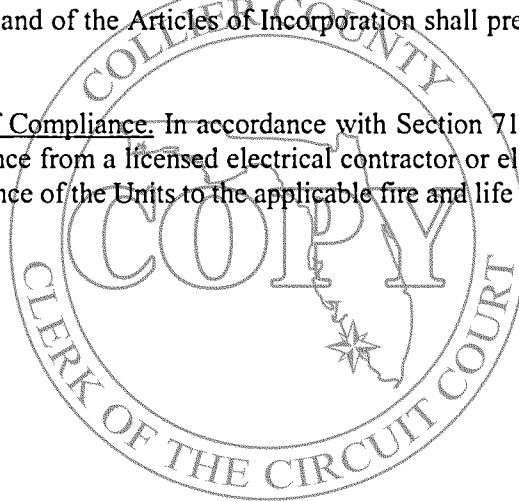 and of the Articles of Incorporation shall pre
f Compliance. In accordance with Section 71
nce from a licensed electrical contractor or el
nce of the Units to the applicable fire and life
COLLIER COUNTY
COPY
CLERK OF THE CIRCUIT COURT